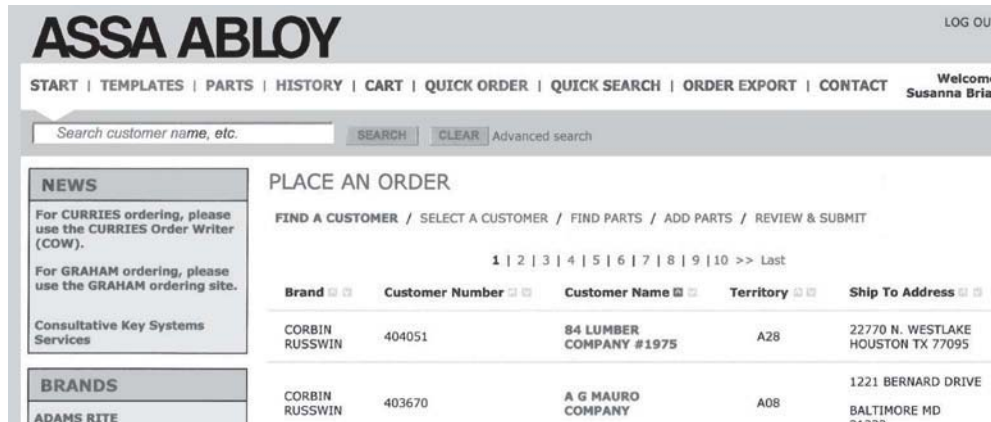 ASSA ABLOY
LOG OU
START | TEMPLATES | PARTS | HISTORY | CART | QUICK ORDER | QUICK SEARCH | ORDER EXPORT | CONTACT
Welcome
Susanna Bria
Search customer name, etc.
SEARCH
CLEAR
Advanced search
NEWS
For CURRIES ordering, please
use the CURRIES Order Writer
(COW).
For GRAHAM ordering, please
use the GRAHAM ordering site.
Consultative Key Systems
Services
BRANDS
ADAMS RITE
PLACE AN ORDER
FIND A CUSTOMER / SELECT A CUSTOMER / FIND PARTS / ADD PARTS / REVIEW & SUBMIT
1 | 2 | 3 | 4 | 5 | 6 | 7 | 8 | 9 |10 >> Last
Brand Customer Number Customer Name Territory Ship To Address
CORBIN
RUSSWIN
404051
84 LUMBER
COMPANY #1975
A28
22770 N. WESTLAKE
HOUSTON TX 77095
CORBIN
RUSSWIN
403670
A G MAURO
COMPANY
A08
1221 BERNARD DRIVE
BALTIMORE MD